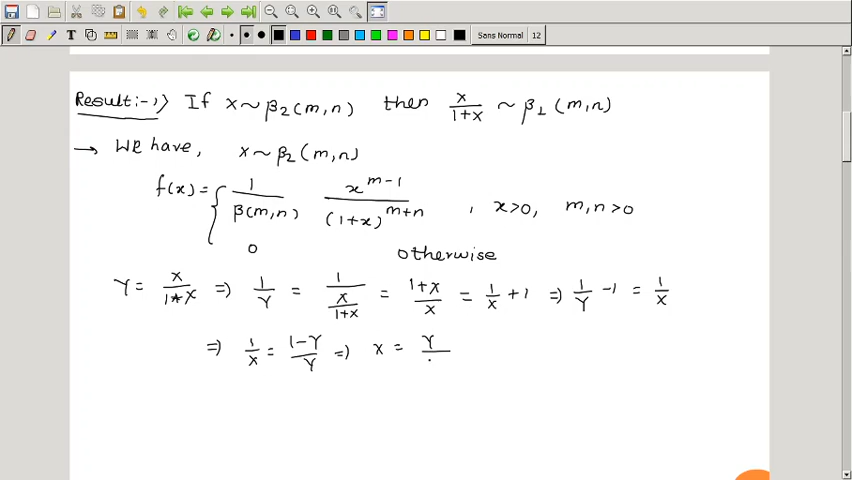 Sans Normal 12
Result:-1) If X ~ β₂(m,n) then X/(1+X) ~ β₁(m,n)
→ We have, X ~ β₂(m,n)
f(x) = { 1/β(m,n) x^(m-1)/(1+x)^(m+n) , x>0, m,n>0
0 otherwise
Y = X/(1+X) ⇒ 1/Y = 1/(X/(1+X)) = (1+X)/X = 1/X + 1 ⇒ 1/Y - 1 = 1/X
⇒ 1/X = (1-Y)/Y ⇒ X = Y/